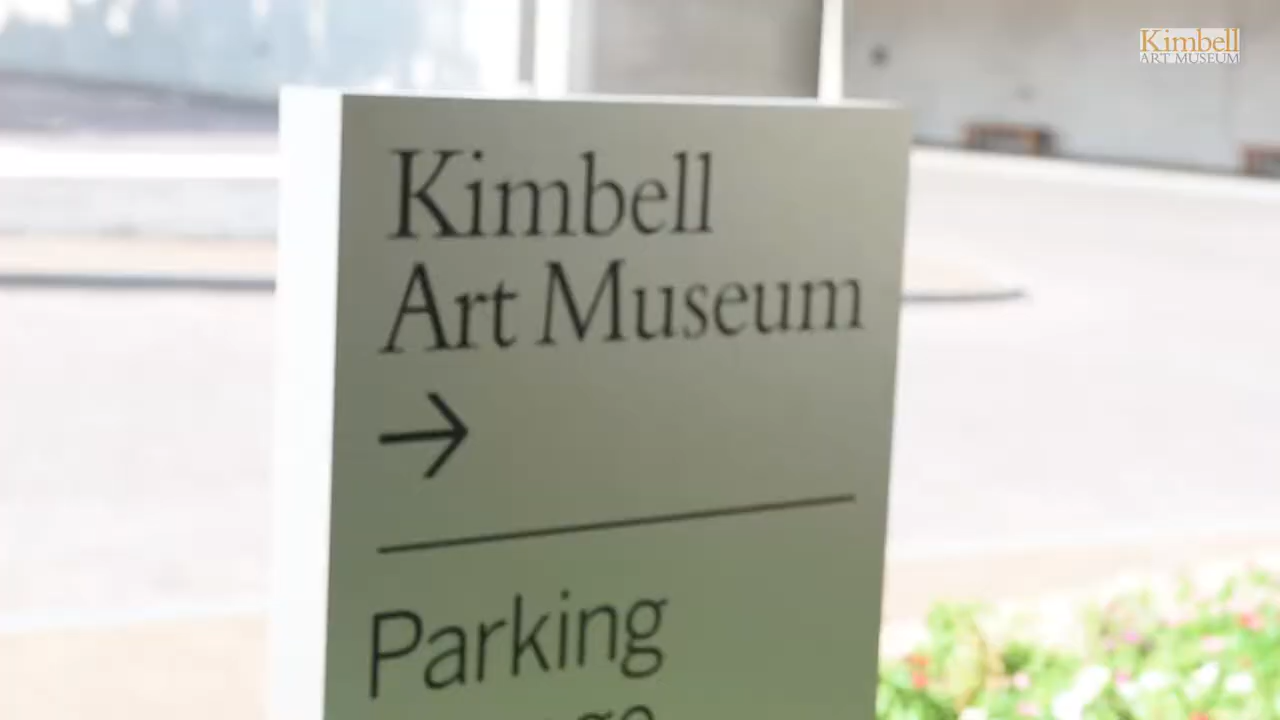 Kimbell
ART MUSEUM
Kimbell
Art Museum
→
Parking